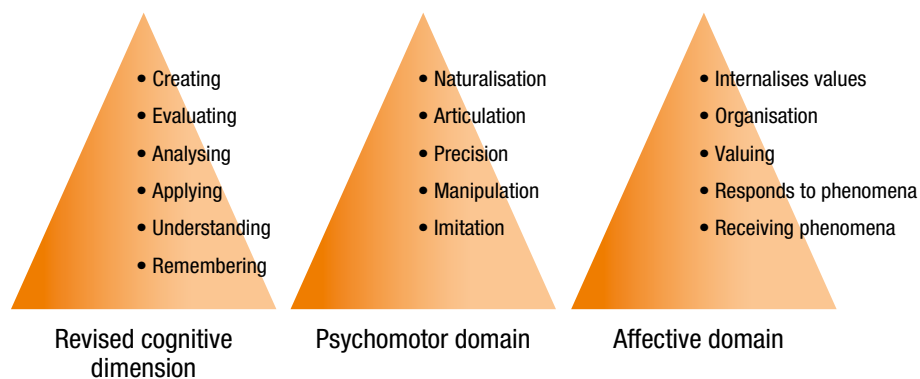 • Creating
• Evaluating
• Analysing
• Applying
• Understanding
• Remembering
Revised cognitive
dimension
• Naturalisation
• Articulation
• Precision
• Manipulation
• Imitation
Psychomotor domain
• Internalises values
• Organisation
• Valuing
• Responds to phenomena
• Receiving phenomena
Affective domain